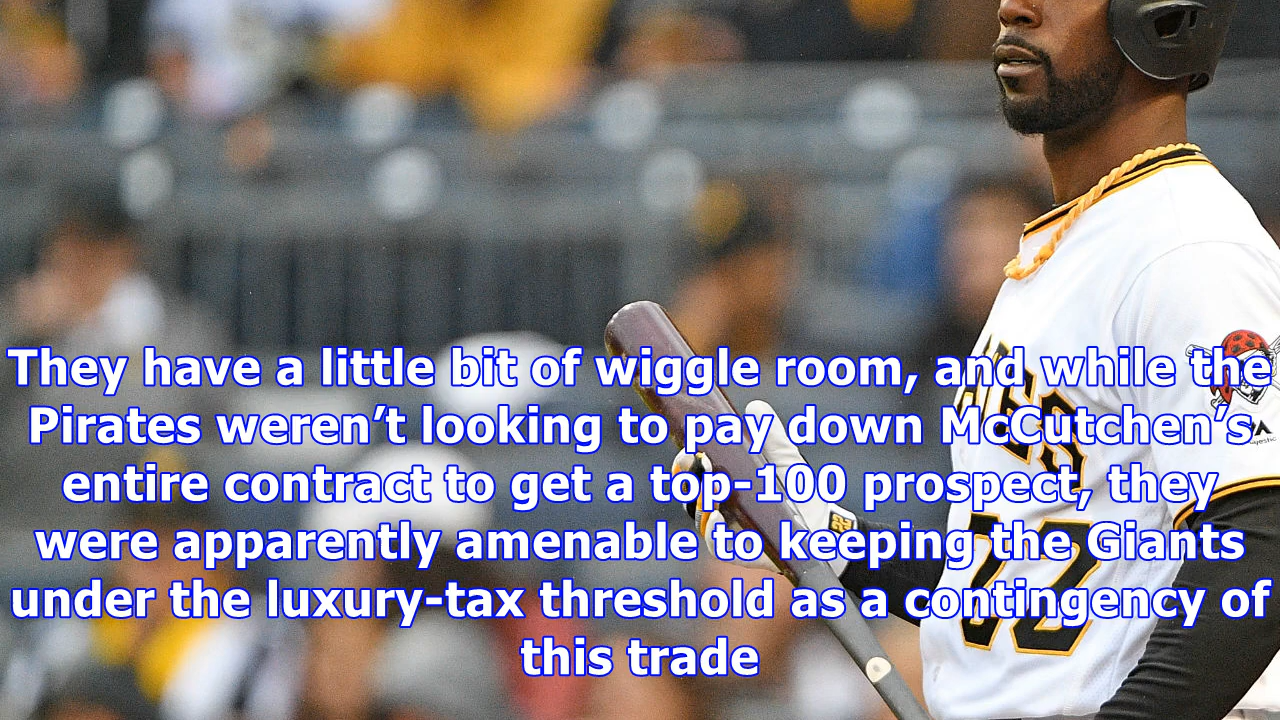 They have a little bit of wiggle room, and while the
Pirates weren’t looking to pay down McCutchen’s
entire contract to get a top-100 prospect, they
were apparently amenable to keeping the Giants
under the luxury-tax threshold as a contingency of
this trade
22